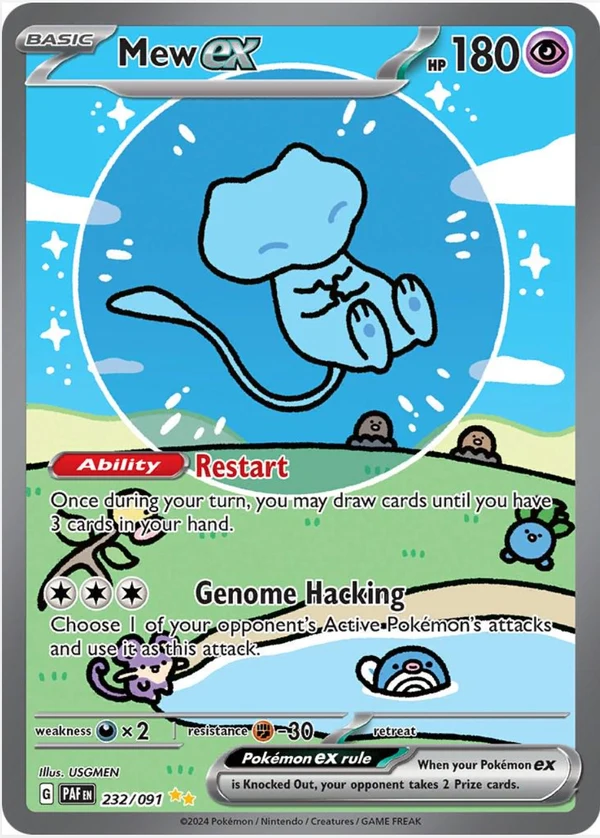 BASIC
Mew ex
HP 180
Ability Restart
Once during your turn, you may draw cards until you have
3 cards in your hand.
Genome Hacking
Choose 1 of your opponent's Active Pokémon's attacks
and use it as this attack.
weakness ×2 resistance -30 retreat
Pokémon ex rule When your Pokémon ex
is Knocked Out, your opponent takes 2 Prize cards.
Illus. USGMEN
G PAF EN 232/091
©2024 Pokémon / Nintendo / Creatures / GAME FREAK